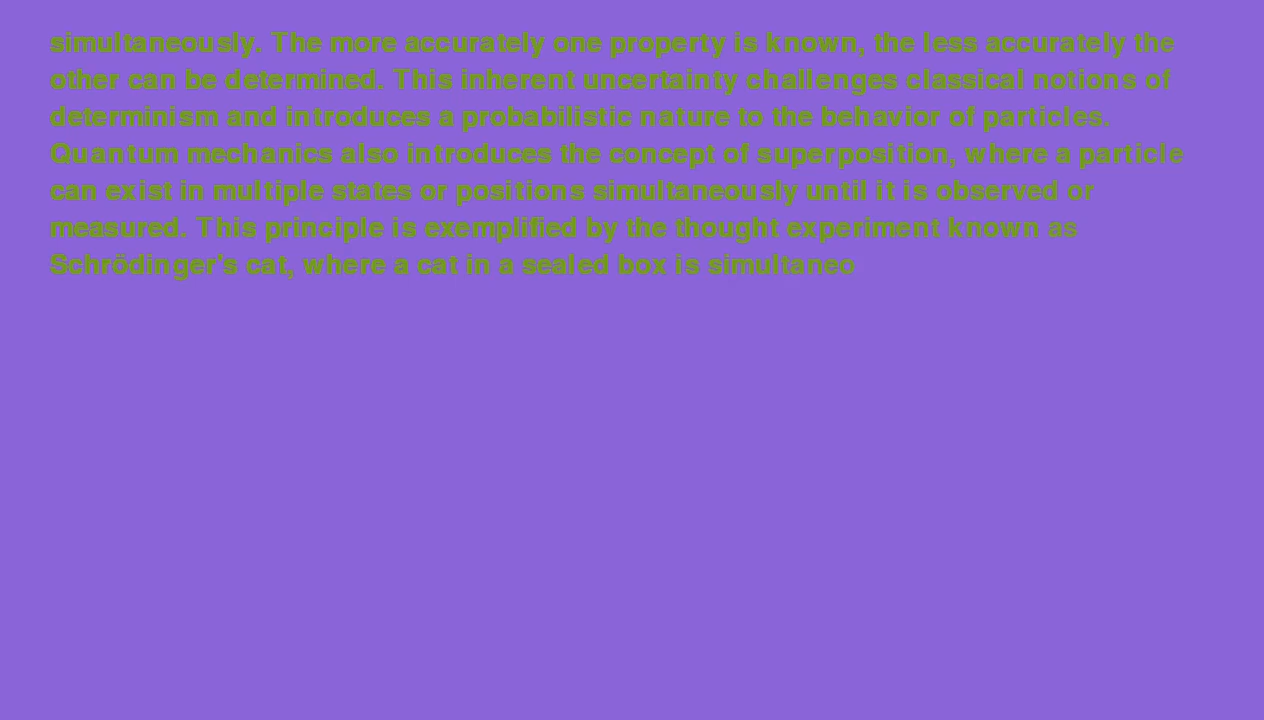 simultaneously. The more accurately one property is known, the less accurately the
other can be determined. This inherent uncertainty challenges classical notions of
determinism and introduces a probabilistic nature to the behavior of particles.
Quantum mechanics also introduces the concept of superposition, where a particle
can exist in multiple states or positions simultaneously until it is observed or
measured. This principle is exemplified by the thought experiment known as
Schrödinger's cat, where a cat in a sealed box is simultaneo